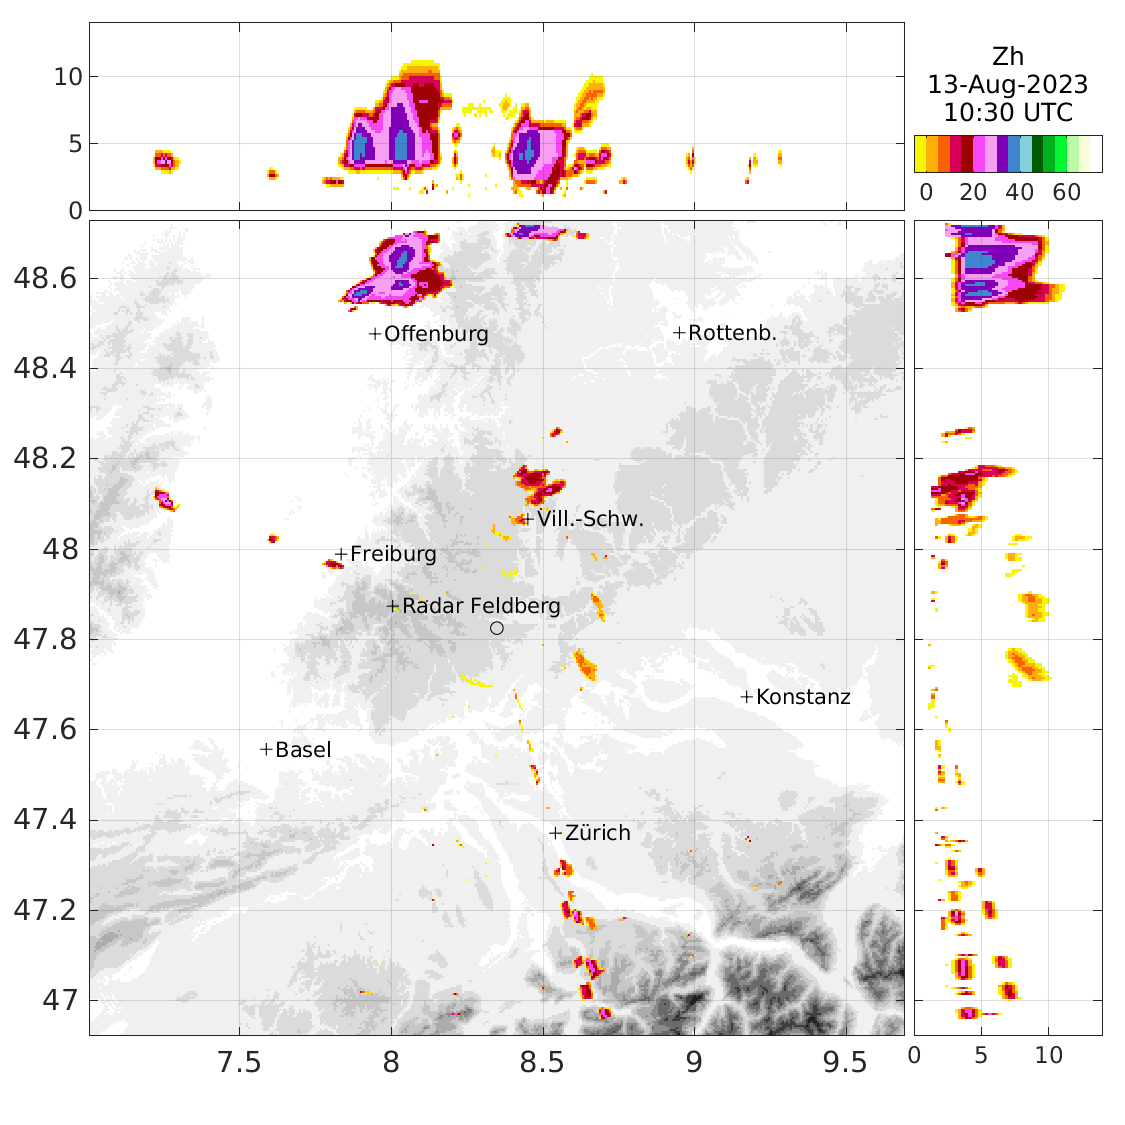 10
5
0
Zh
13-Aug-2023
10:30 UTC
0 20 40 60
48.6
48.4
48.2
48
47.8
47.6
47.4
47.2
47
Offenburg
Rottenb.
Vill.-Schw.
Freiburg
Radar Feldberg
Konstanz
Basel
Zürich
7.5 8 8.5 9 9.5
0 5 10